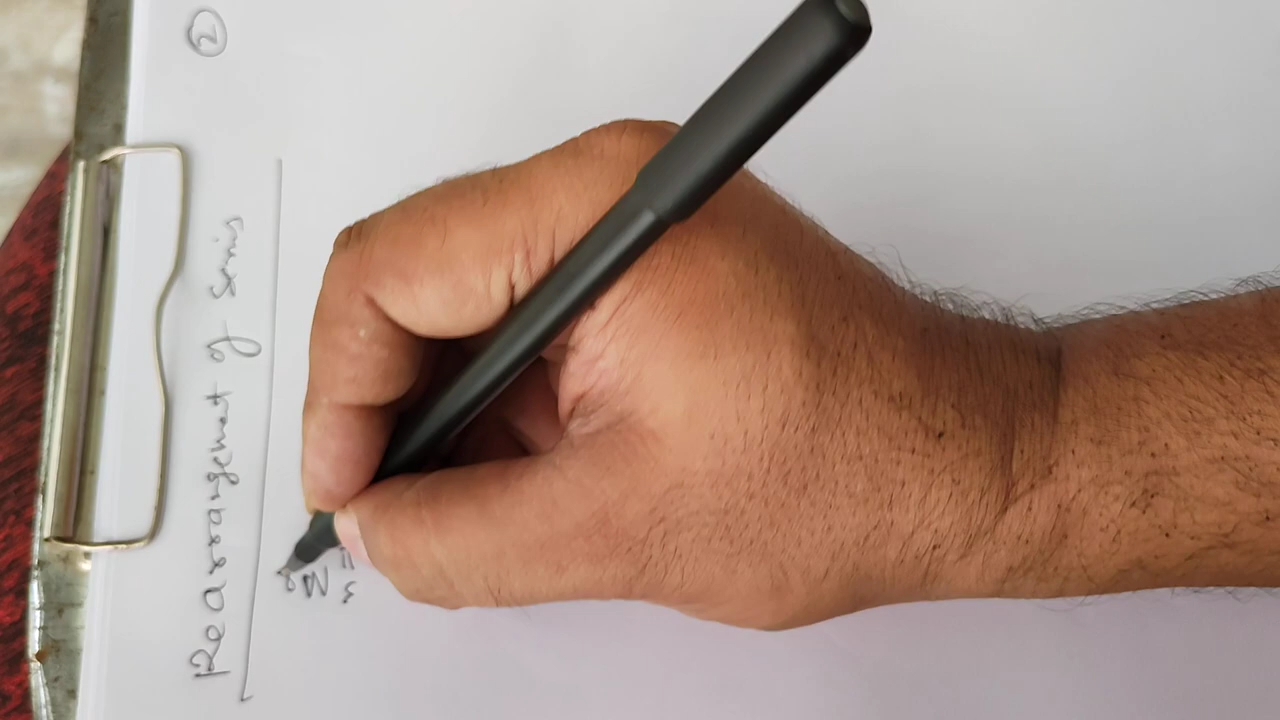 ②
Rearrangement of series
∞
Σ
n =